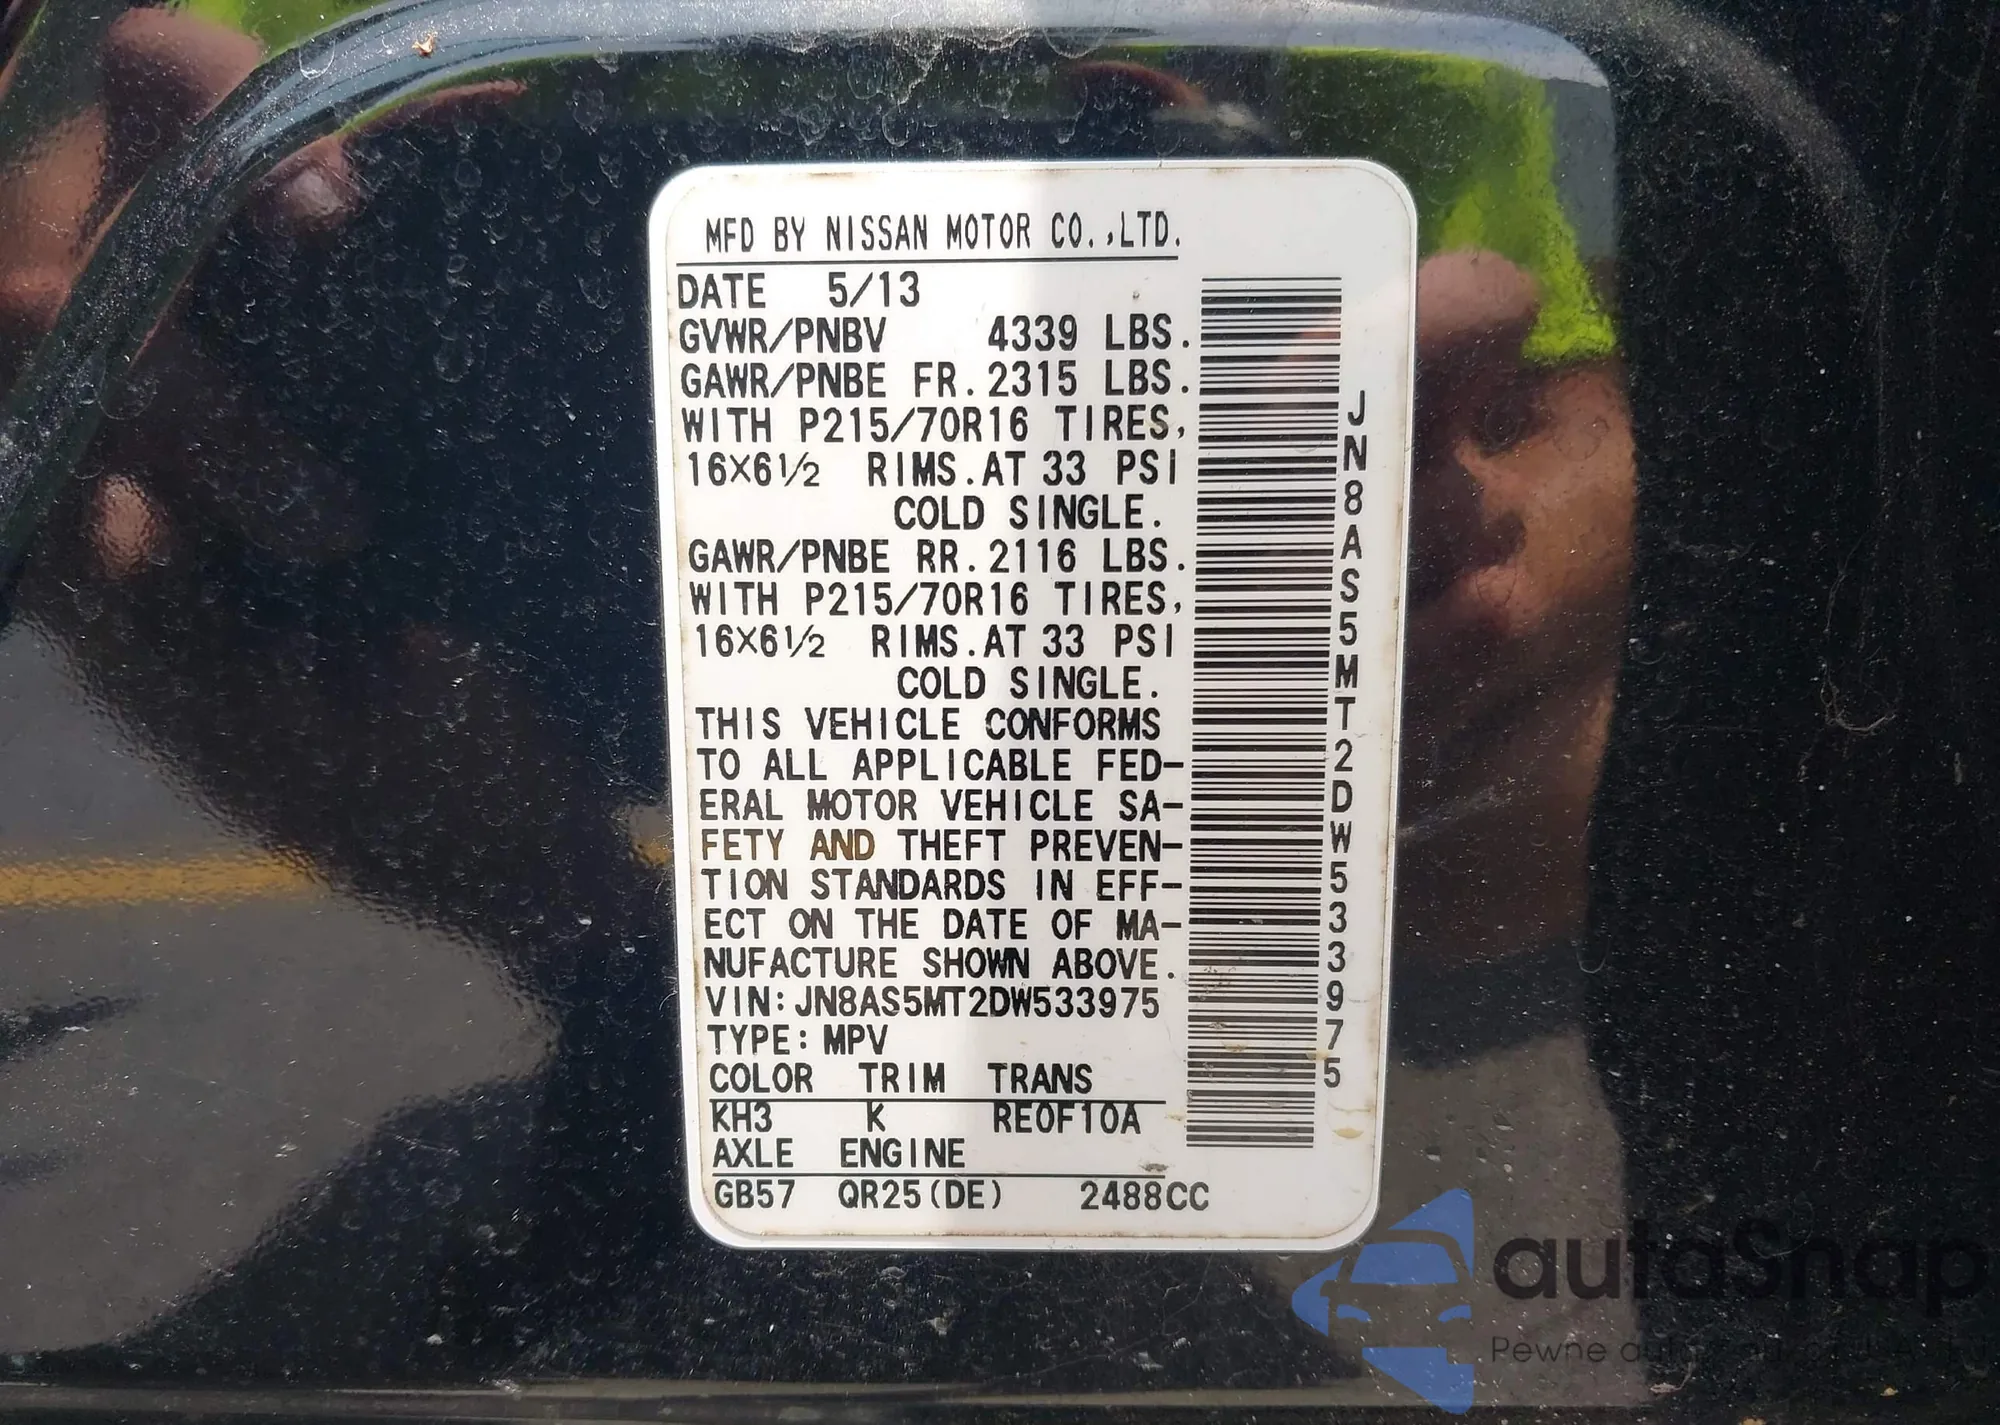 MFD BY NISSAN MOTOR CO.,LTD.
DATE 5/13
GVWR/PNBV 4339 LBS.
GAWR/PNBE FR. 2315 LBS.
WITH P215/70R16 TIRES,
16X6½ RIMS.AT 33 PSI
COLD SINGLE.
GAWR/PNBE RR. 2116 LBS.
WITH P215/70R16 TIRES,
16X6½ RIMS.AT 33 PSI
COLD SINGLE.
THIS VEHICLE CONFORMS
TO ALL APPLICABLE FED-
ERAL MOTOR VEHICLE SA-
FETY AND THEFT PREVEN-
TION STANDARDS IN EFF-
ECT ON THE DATE OF MA-
NUFACTURE SHOWN ABOVE.
VIN:JN8AS5MT2DW533975
TYPE:MPV
COLOR TRIM TRANS
KH3 K RE0F10A
AXLE ENGINE
GB57 QR25(DE) 2488CC
JN8AS5MT2DW533975
autoSnap
Pewne